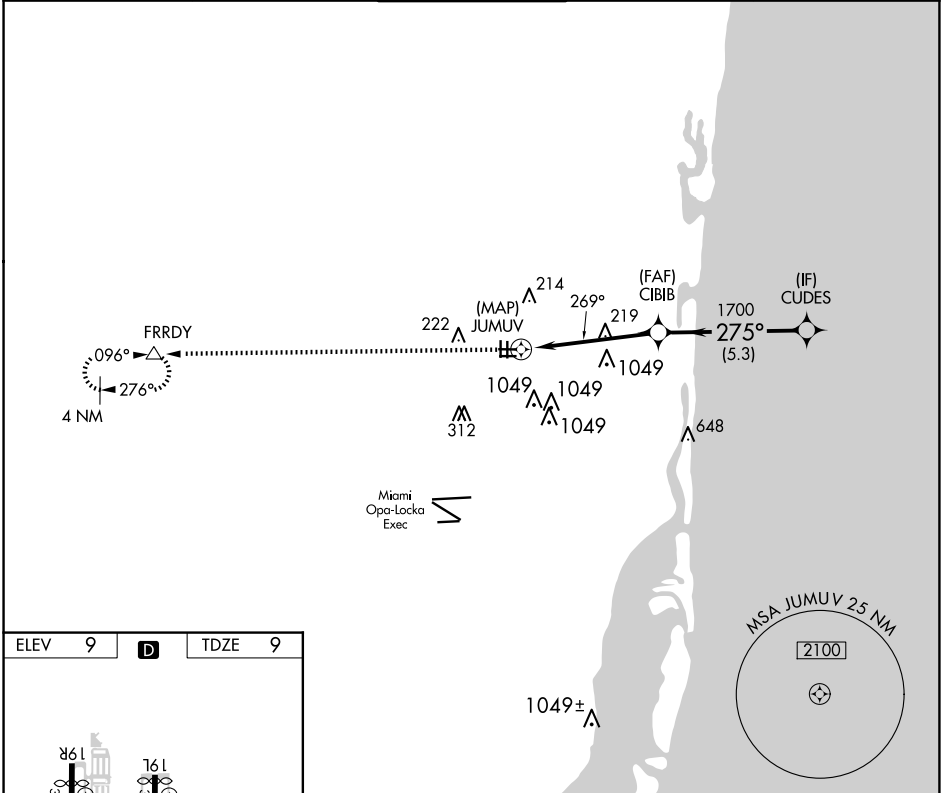 214
(MAP)
JUMUV
222
269°
219
(FAF)
CIBIB
(IF)
CUDES
1700
275°
(5.3)
FRRDY
096°
276°
4 NM
1049
1049
1049
1049
312
648
Miami
Opa-Locka
Exec
MSA JUMUV 25 NM
2100
1049±
ELEV 9
D
TDZE 9
19R
19L